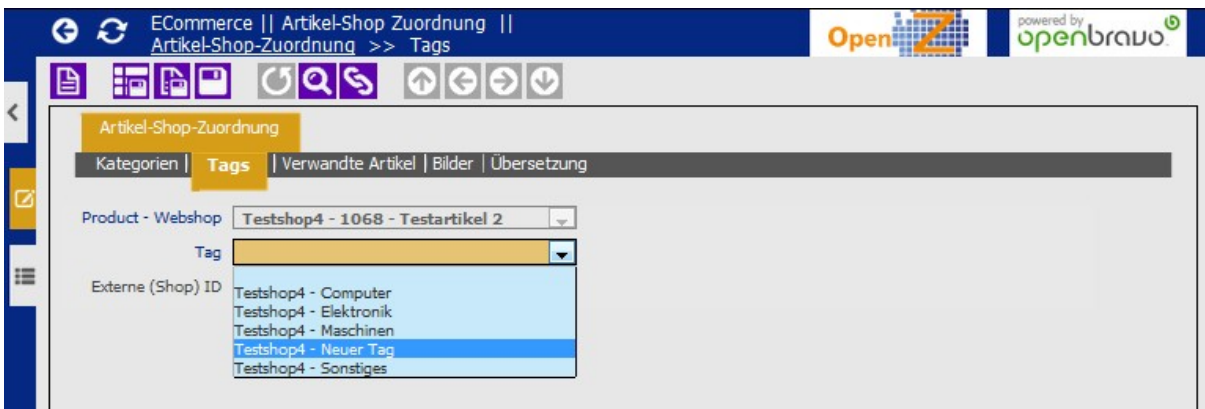 ECommerce || Artikel-Shop Zuordnung ||
Artikel-Shop-Zuordnung >> Tags
OpenZ
powered by
openbravo
Artikel-Shop-Zuordnung
Kategorien | Tags | Verwandte Artikel | Bilder | Übersetzung
Product - Webshop Testshop4 - 1068 - Testartikel 2
Tag
Externe (Shop) ID
Testshop4 - Computer
Testshop4 - Elektronik
Testshop4 - Maschinen
Testshop4 - Neuer Tag
Testshop4 - Sonstiges